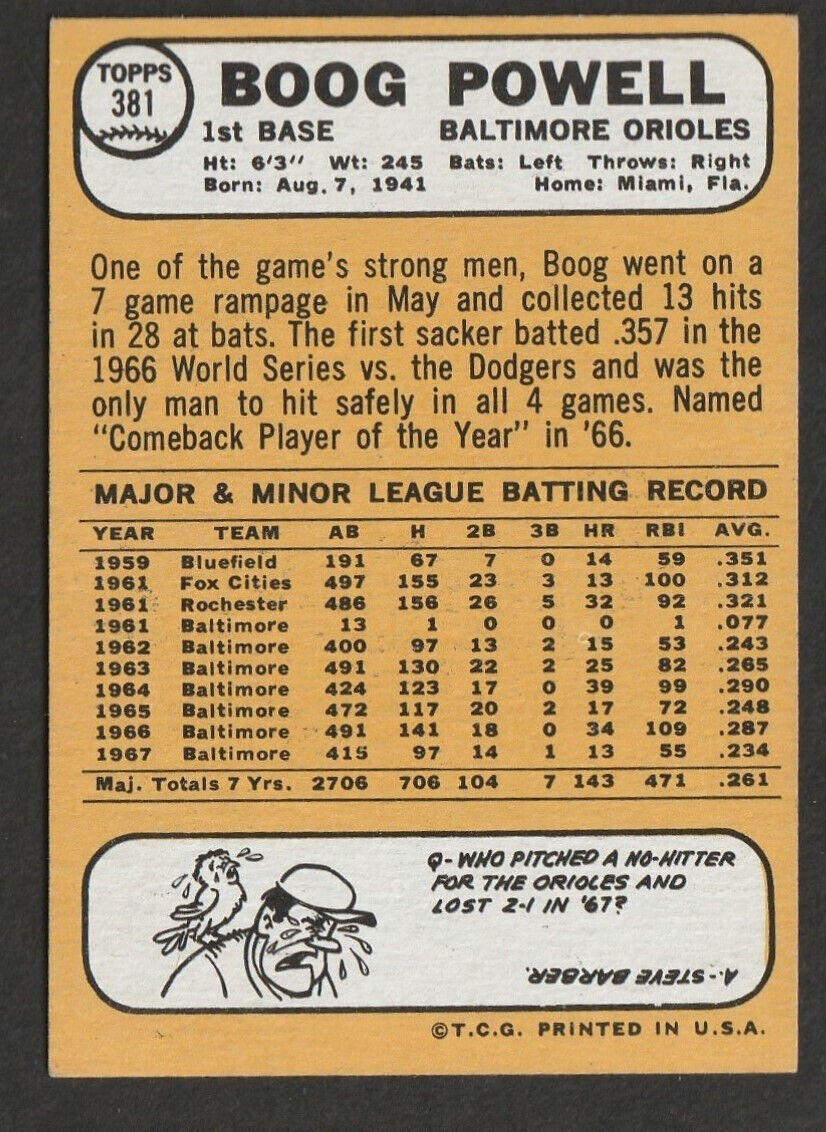 TOPPS
381
BOOG POWELL
1st BASE BALTIMORE ORIOLES
Ht: 6'3" Wt: 245 Bats: Left Throws: Right
Born: Aug. 7, 1941 Home: Miami, Fla.
One of the game's strong men, Boog went on a
7 game rampage in May and collected 13 hits
in 28 at bats. The first sacker batted .357 in the
1966 World Series vs. the Dodgers and was the
only man to hit safely in all 4 games. Named
"Comeback Player of the Year" in '66.
MAJOR & MINOR LEAGUE BATTING RECORD
YEAR TEAM AB H 2B 3B HR RBI AVG.
1959 Bluefield 191 67 7 0 14 59 .351
1961 Fox Cities 497 155 23 3 13 100 .312
1961 Rochester 486 156 26 5 32 92 .321
1961 Baltimore 13 1 0 0 0 1 .077
1962 Baltimore 400 97 13 2 15 53 .243
1963 Baltimore 491 130 22 2 25 82 .265
1964 Baltimore 424 123 17 0 39 99 .290
1965 Baltimore 472 117 20 2 17 72 .248
1966 Baltimore 491 141 18 0 34 109 .287
1967 Baltimore 415 97 14 1 13 55 .234
Maj. Totals 7 Yrs. 2706 706 104 7 143 471 .261
Q-WHO PITCHED A NO-HITTER
FOR THE ORIOLES AND
LOST 2-1 IN '67?
A-STEVE BARBER.
©T.C.G. PRINTED IN U.S.A.